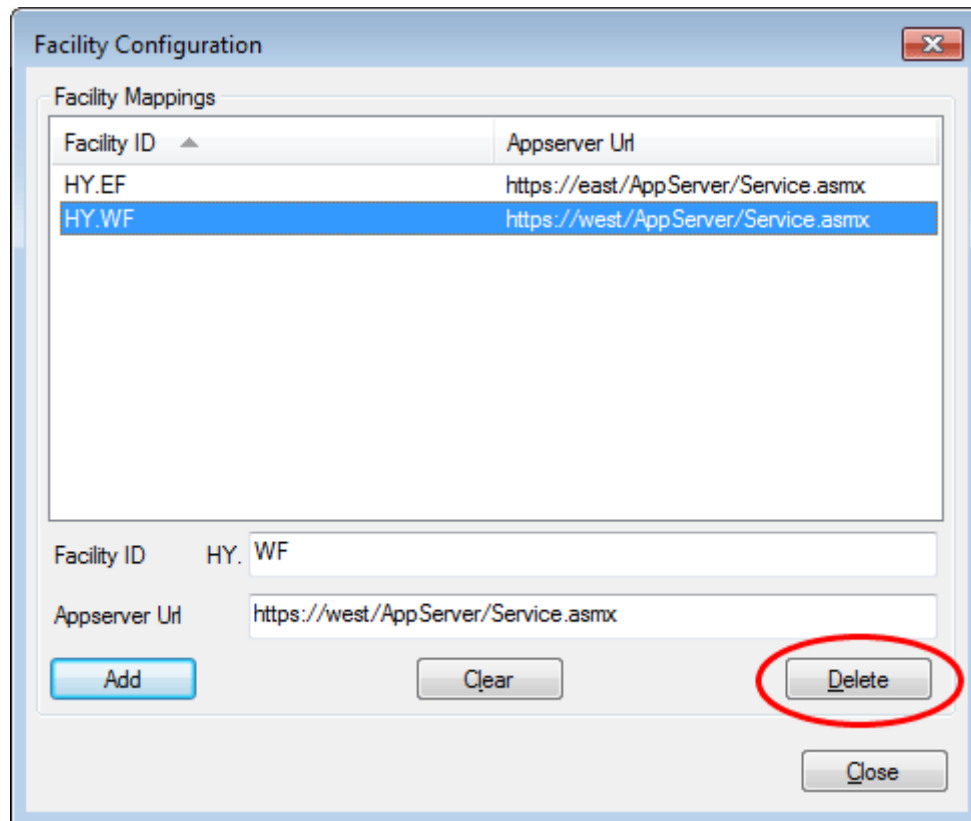 Facility Configuration
Facility Mappings
Facility ID Appserver Url
HY.EF https://east/AppServer/Service.asmx
HY.WF https://west/AppServer/Service.asmx
Facility ID HY. WF
Appserver Url https://west/AppServer/Service.asmx
Add Clear Delete
Close